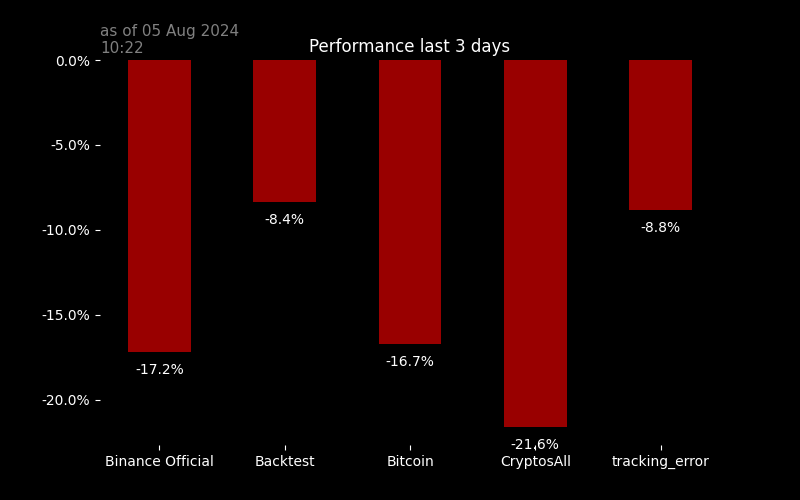 as of 05 Aug 2024
10:22
Performance last 3 days
0.0%
-5.0%
-10.0%
-15.0%
-20.0%
-17.2%
-8.4%
-16.7%
-21.6%
-8.8%
Binance Official
Backtest
Bitcoin
CryptosAll
tracking_error